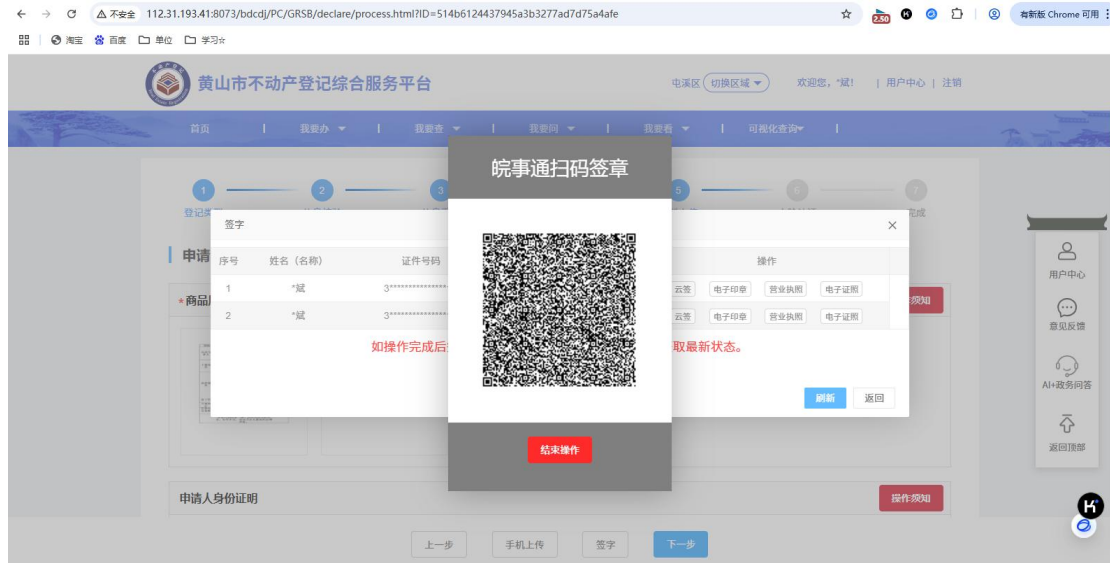 不安全 112.31.193.41:8073/bdcdj/PC/GRSB/declare/process.html?ID=514b6124437945a3b3277ad7d75a4afe
2.50
有新版 Chrome 可用
淘宝 百度 单位 学习☆
黄山市不动产登记综合服务平台
屯溪区 切换区域 欢迎您，*斌! | 用户中心 | 注销
首页 | 我要办 | 我要查 | 我要问 | 我要看 | 可视化查询 |
皖事通扫码签章
1 2 3 5 6 7
签字
申请
序号 姓名（名称） 证件号码 操作
1 *斌 3**************** 云签 电子印章 营业执照 电子证照
*商品
2 *斌 3**************** 云签 电子印章 营业执照 电子证照
如操作完成后 取最新状态。
刷新 返回
结束操作
申请人身份证明 操作须知
上一步 手机上传 签字 下一步
用户中心
意见反馈
AI+政务问答
返回顶部